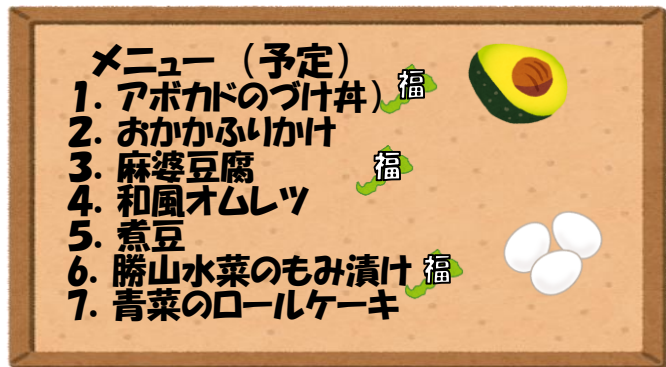 メニュー（予定）
1. アボカドのづけ丼） 福
2. おかかふりかけ
3. 麻婆豆腐 福
4. 和風オムレツ
5. 煮豆
6. 勝山水菜のもみ漬け 福
7. 青菜のロールケーキ